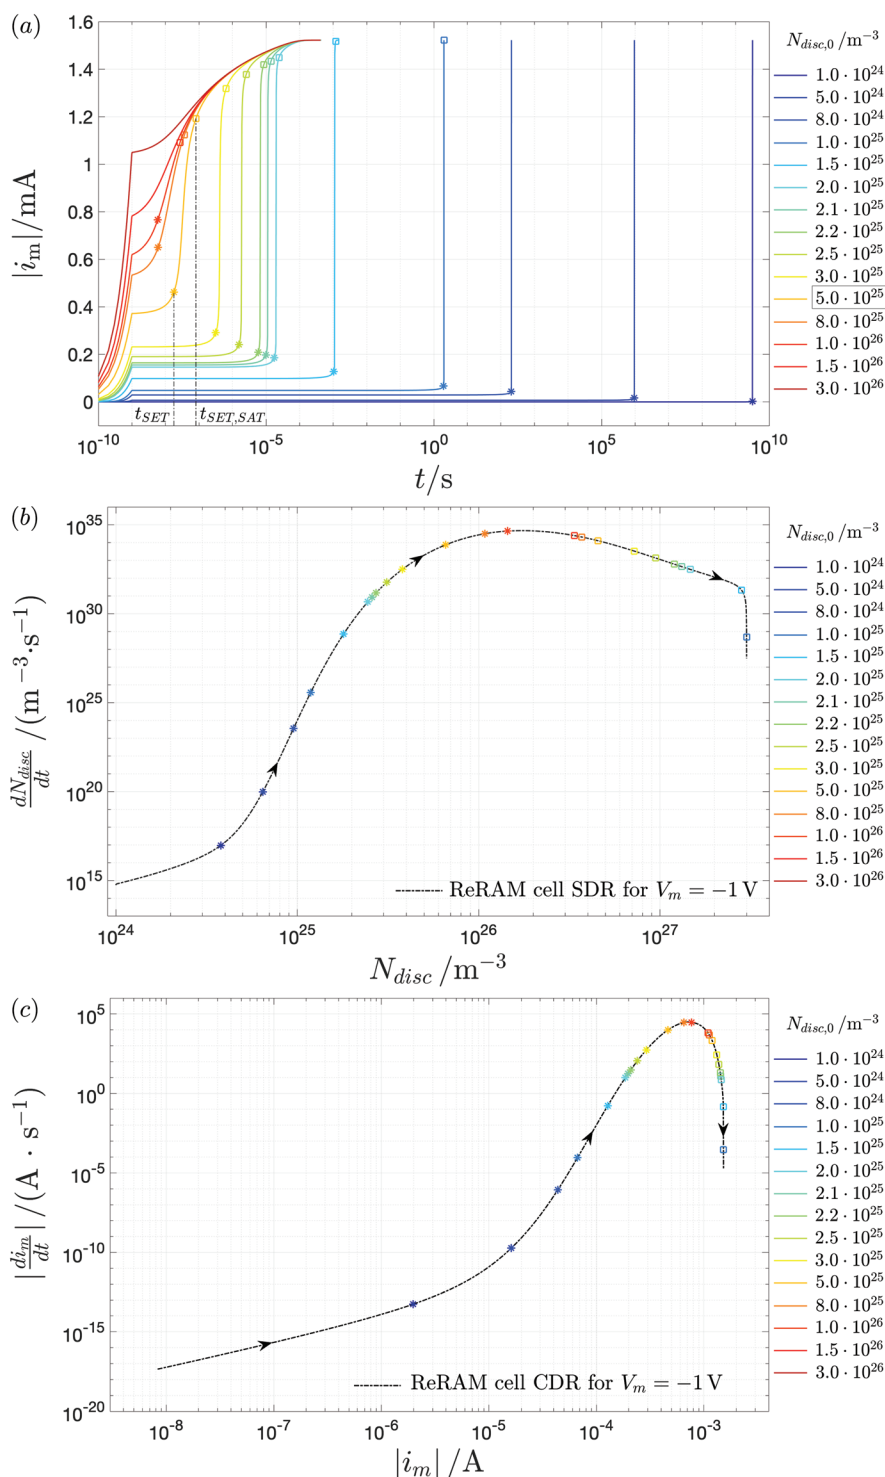 (a)
|i_m|/mA
1.6
1.4
1.2
1
0.8
0.6
0.4
0.2
0
t_SET
t_SET,SAT
10^-10 10^-5 10^0 10^5 10^10
t/s
N_disc,0/m^-3
1.0 · 10^24
5.0 · 10^24
8.0 · 10^24
1.0 · 10^25
1.5 · 10^25
2.0 · 10^25
2.1 · 10^25
2.2 · 10^25
2.5 · 10^25
3.0 · 10^25
5.0 · 10^25
8.0 · 10^25
1.0 · 10^26
1.5 · 10^26
3.0 · 10^26
(b)
dN_disc/dt /(m^-3·s^-1)
10^35
10^30
10^25
10^20
10^15
ReRAM cell SDR for V_m = −1 V
10^24 10^25 10^26 10^27
N_disc /m^-3
N_disc,0 /m^-3
1.0 · 10^24
5.0 · 10^24
8.0 · 10^24
1.0 · 10^25
1.5 · 10^25
2.0 · 10^25
2.1 · 10^25
2.2 · 10^25
2.5 · 10^25
3.0 · 10^25
5.0 · 10^25
8.0 · 10^25
1.0 · 10^26
1.5 · 10^26
3.0 · 10^26
(c)
|di_m/dt| /(A · s^-1)
10^5
10^0
10^-5
10^-10
10^-15
10^-20
ReRAM cell CDR for V_m = −1 V
10^-8 10^-7 10^-6 10^-5 10^-4 10^-3
|i_m| /A
N_disc,0 /m^-3
1.0 · 10^24
5.0 · 10^24
8.0 · 10^24
1.0 · 10^25
1.5 · 10^25
2.0 · 10^25
2.1 · 10^25
2.2 · 10^25
2.5 · 10^25
3.0 · 10^25
5.0 · 10^25
8.0 · 10^25
1.0 · 10^26
1.5 · 10^26
3.0 · 10^26